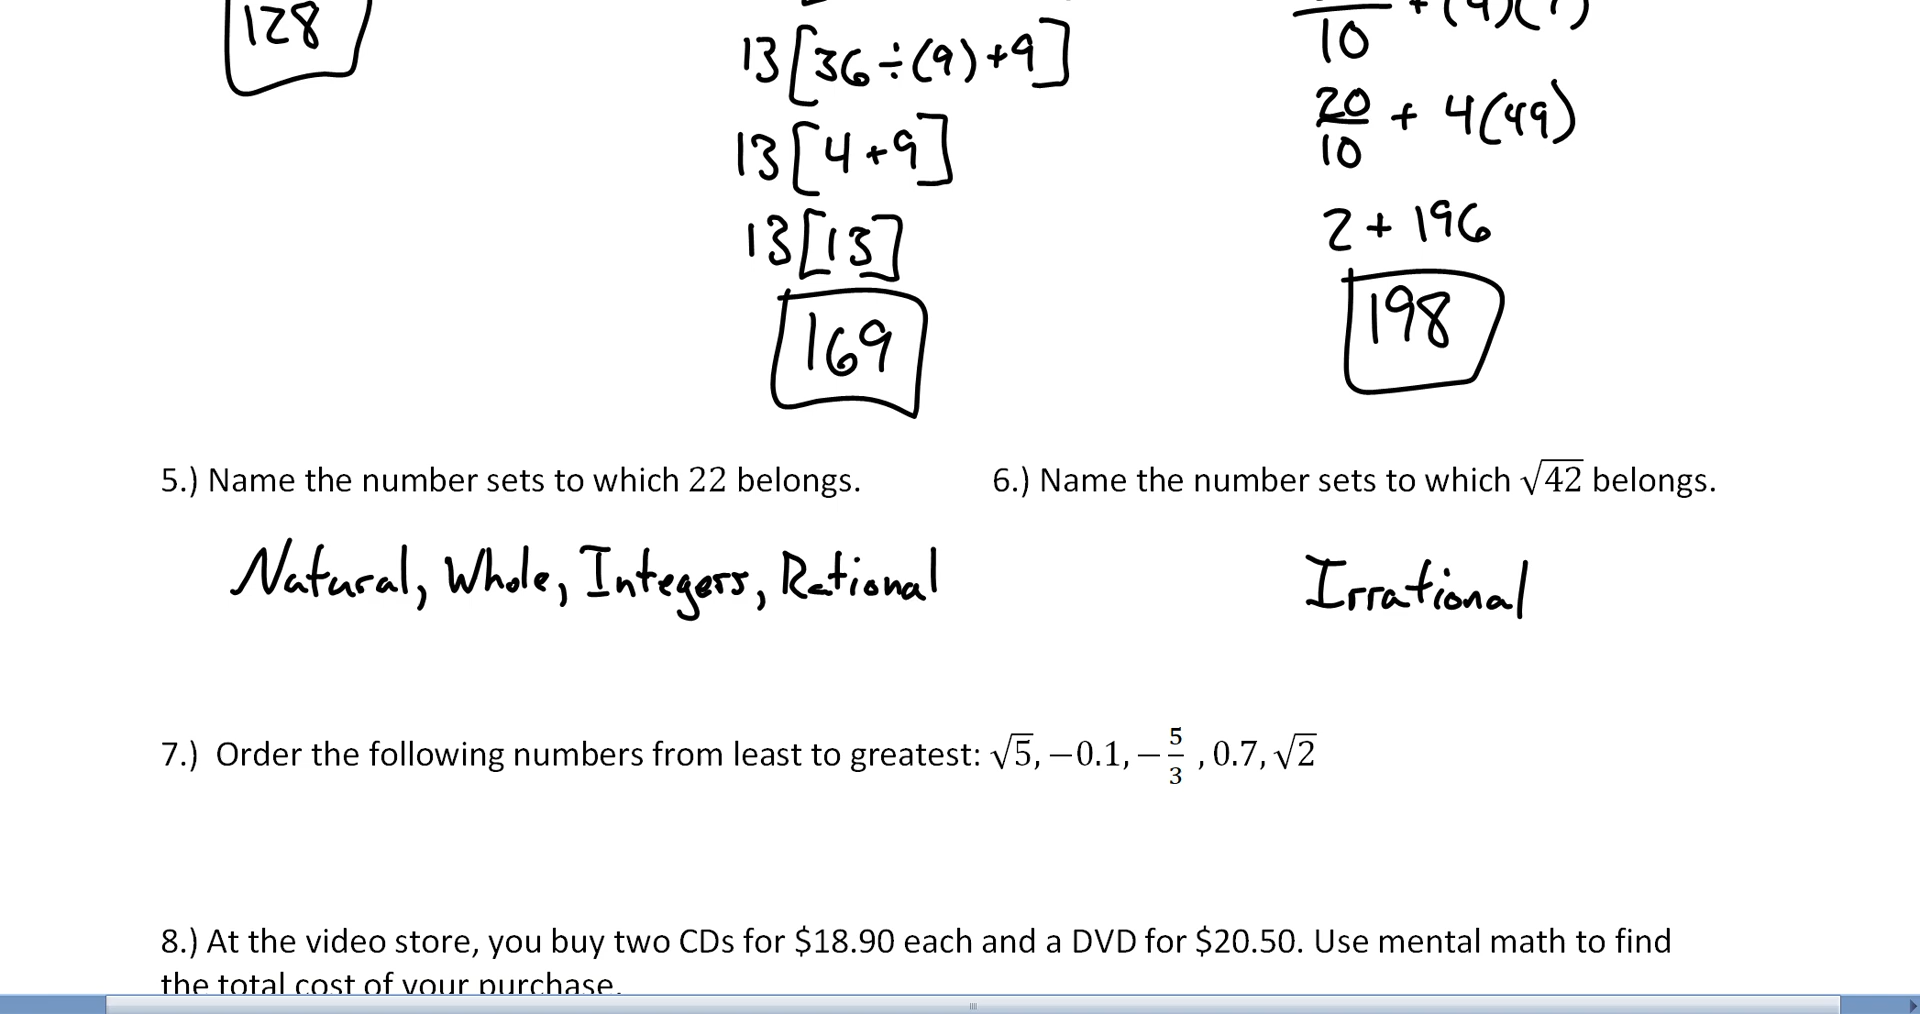 128
13[36÷(9)+9]
13[4+9]
13[13]
169
10
20/10 + 4(49)
2 + 196
198
5.) Name the number sets to which 22 belongs.
Natural, Whole, Integers, Rational
6.) Name the number sets to which √42 belongs.
Irrational
7.) Order the following numbers from least to greatest: √5, −0.1, −5/3 , 0.7, √2
8.) At the video store, you buy two CDs for $18.90 each and a DVD for $20.50. Use mental math to find
the total cost of your purchase.